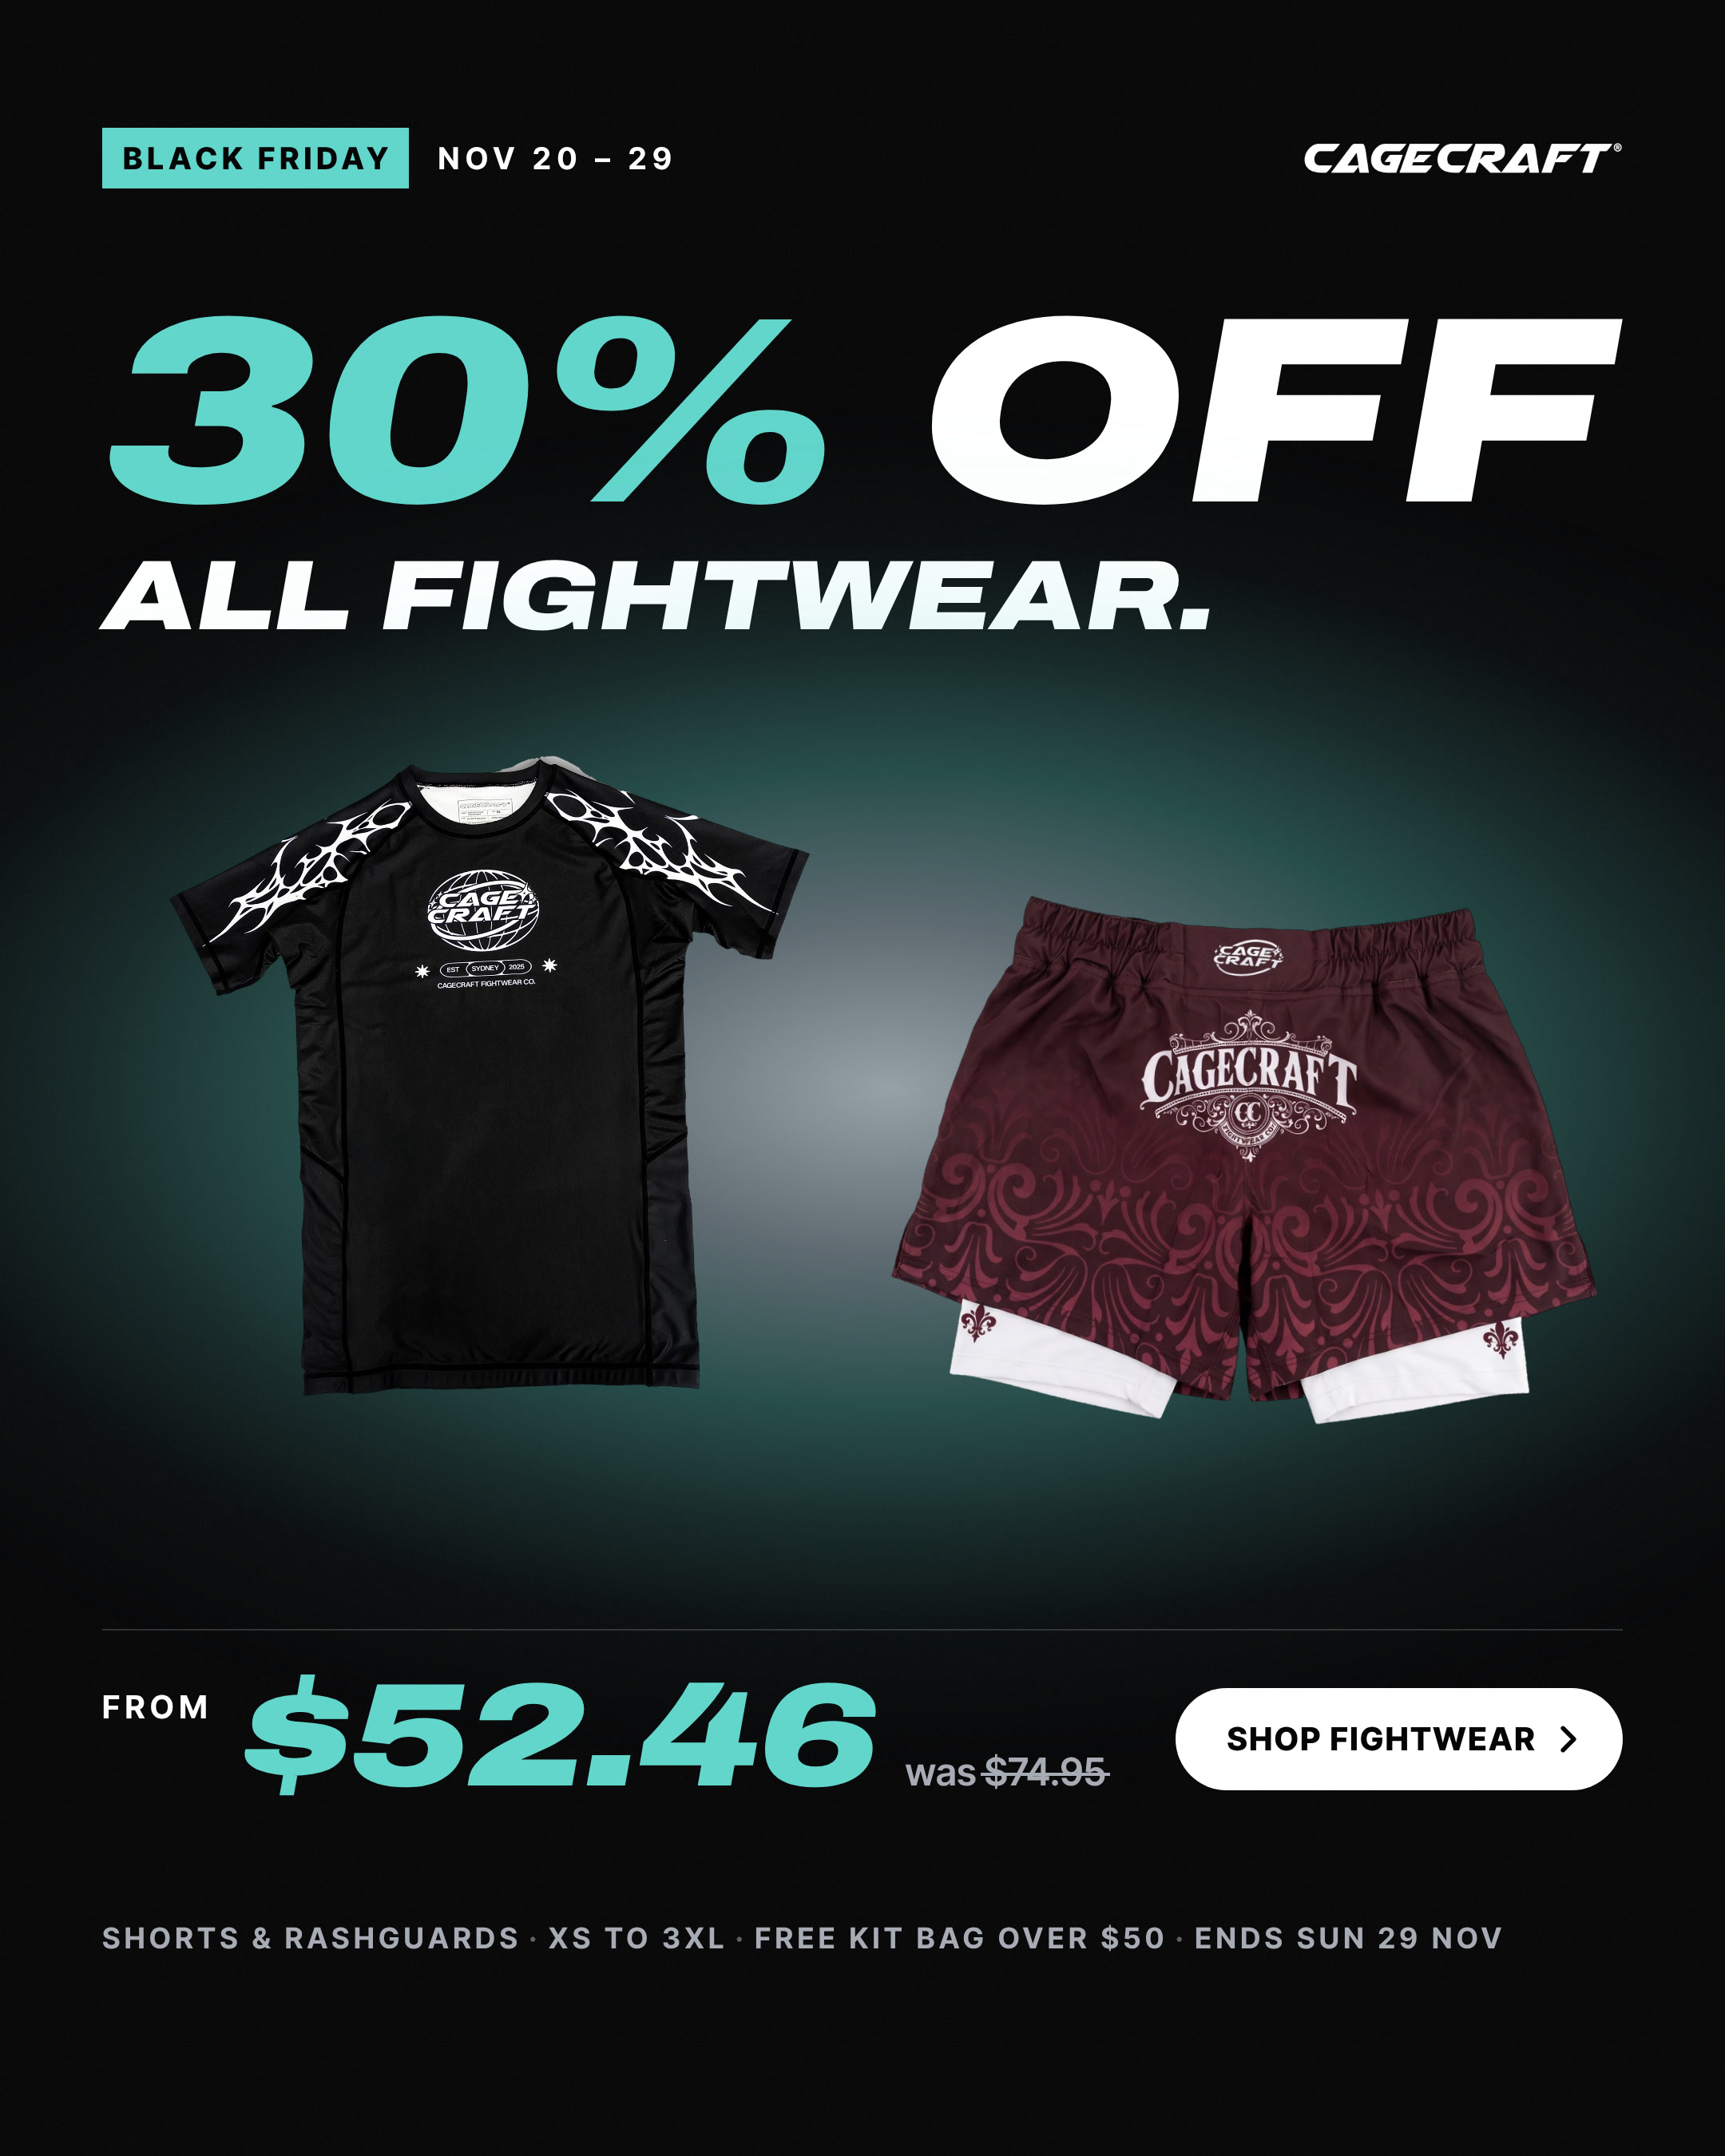 BLACK FRIDAY NOV 20 – 29
CAGECRAFT®
30% OFF
ALL FIGHTWEAR.
CAGE
CRAFT
EST SYDNEY 2025
CAGECRAFT FIGHTWEAR CO.
CAGE
CRAFT
CAGECRAFT
CC
FIGHTWEAR CO.
FROM $52.46 was $74.95
SHOP FIGHTWEAR
SHORTS & RASHGUARDS · XS TO 3XL · FREE KIT BAG OVER $50 · ENDS SUN 29 NOV